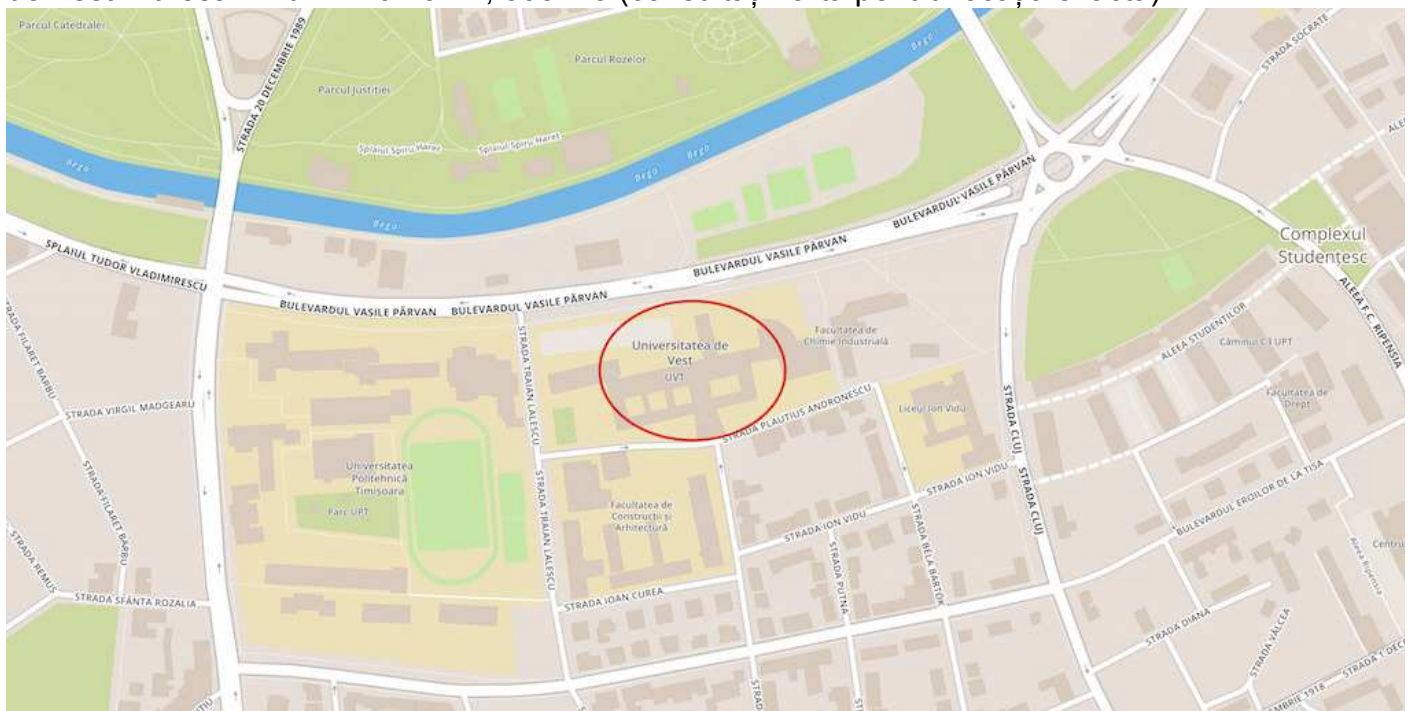 Parcul Catedralei
STRADA 20 DECEMBRIE 1989
Parcul Justiției
Parcul Rozelor
Bega
STRADA SOCRATE
Splaiul Spiru Haret
Splaiul Spiru Haret
Bega
Bega
Bega
Bega
Bega
BULEVARDUL VASILE PÂRVAN
BULEVARDUL VASILE PÂRVAN
Complexul
Studențesc
SPLAIUL TUDOR VLADIMIRESCU
BULEVARDUL VASILE PÂRVAN
BULEVARDUL VASILE PÂRVAN
ALEEA F.C. RIPENSIA
STRADA FILARET BARBU
STRADA TRAIAN LALESCU
Universitatea de
Vest
UVT
Facultatea de
Chimie Industrială
ALEEA STUDENȚILOR
Căminul C1 UPT
STRADA VIRGIL MADGEARU
STRADA PLAUTIUS ANDRONESCU
Liceul Ion Vidu
STRADA CLUJ
Facultatea de
Drept
Universitatea
Politehnică
Timișoara
Parc UPT
STRADA FILARET BARBU
STRADA TRAIAN LALESCU
Facultatea de
Construcții și
Arhitectură
STRADA ION VIDU
STRADA ION VIDU
STRADA CLUJ
BULEVARDUL EROILOR DE LA TISA
STRADA REMUS
STRADA PUTNA
STRADA BÉLA BARTÓK
Aleea Ripensia
STRADA SFÂNTA ROZALIA
STRADA IOAN CUREA
STRADA DIANA
STRADA VÂLCEA